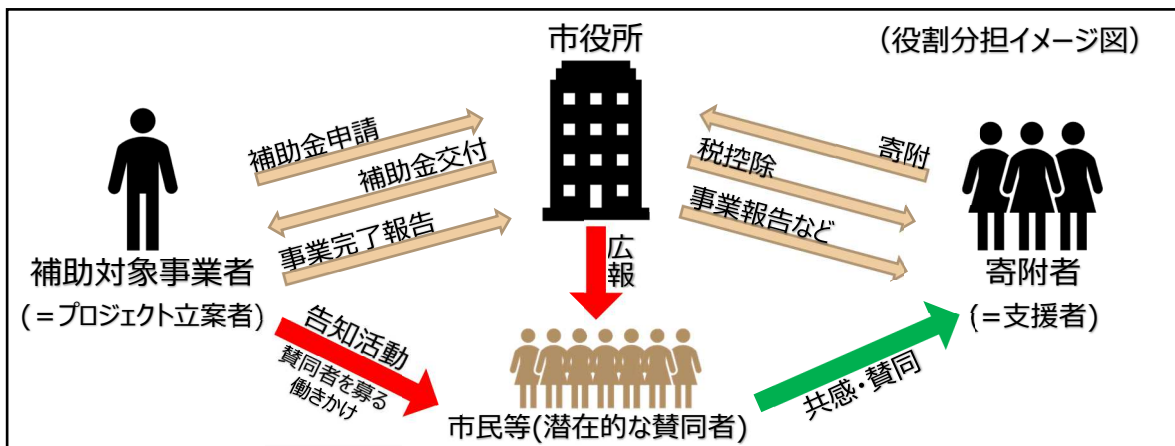 市役所
（役割分担イメージ図）
補助金申請
補助金交付
事業完了報告
寄附
税控除
事業報告など
広報
補助対象事業者
(＝プロジェクト立案者)
寄附者
(=支援者)
告知活動
賛同者を募る
働きかけ
共感・賛同
市民等(潜在的な賛同者)